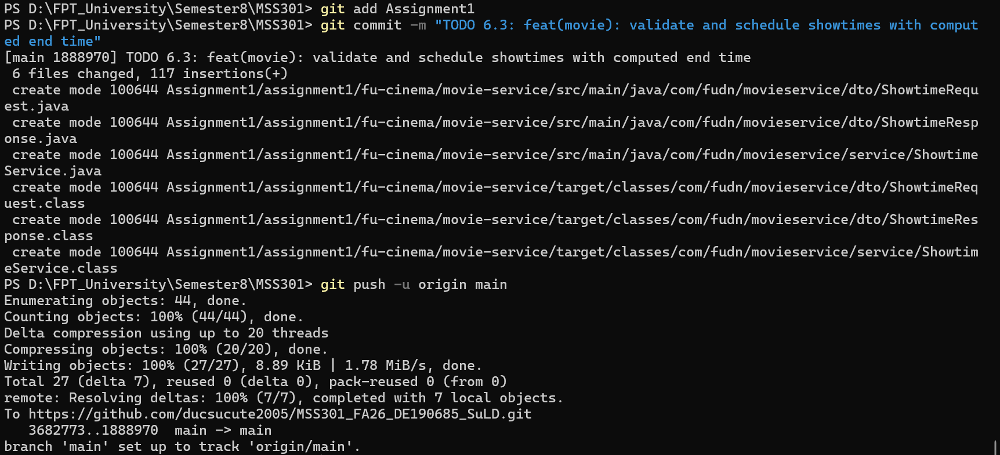 PS D:\FPT_University\Semester8\MSS301> git add Assignment1
PS D:\FPT_University\Semester8\MSS301> git commit -m "TODO 6.3: feat(movie): validate and schedule showtimes with comput
ed end time"
[main 1888970] TODO 6.3: feat(movie): validate and schedule showtimes with computed end time
 6 files changed, 117 insertions(+)
 create mode 100644 Assignment1/assignment1/fu-cinema/movie-service/src/main/java/com/fudn/movieservice/dto/ShowtimeRequ
est.java
 create mode 100644 Assignment1/assignment1/fu-cinema/movie-service/src/main/java/com/fudn/movieservice/dto/ShowtimeResp
onse.java
 create mode 100644 Assignment1/assignment1/fu-cinema/movie-service/src/main/java/com/fudn/movieservice/service/Showtime
Service.java
 create mode 100644 Assignment1/assignment1/fu-cinema/movie-service/target/classes/com/fudn/movieservice/dto/ShowtimeReq
uest.class
 create mode 100644 Assignment1/assignment1/fu-cinema/movie-service/target/classes/com/fudn/movieservice/dto/ShowtimeRes
ponse.class
 create mode 100644 Assignment1/assignment1/fu-cinema/movie-service/target/classes/com/fudn/movieservice/service/Showtim
eService.class
PS D:\FPT_University\Semester8\MSS301> git push -u origin main
Enumerating objects: 44, done.
Counting objects: 100% (44/44), done.
Delta compression using up to 20 threads
Compressing objects: 100% (20/20), done.
Writing objects: 100% (27/27), 8.89 KiB | 1.78 MiB/s, done.
Total 27 (delta 7), reused 0 (delta 0), pack-reused 0 (from 0)
remote: Resolving deltas: 100% (7/7), completed with 7 local objects.
To https://github.com/ducsucute2005/MSS301_FA26_DE190685_SuLD.git
   3682773..1888970  main -> main
branch 'main' set up to track 'origin/main'.